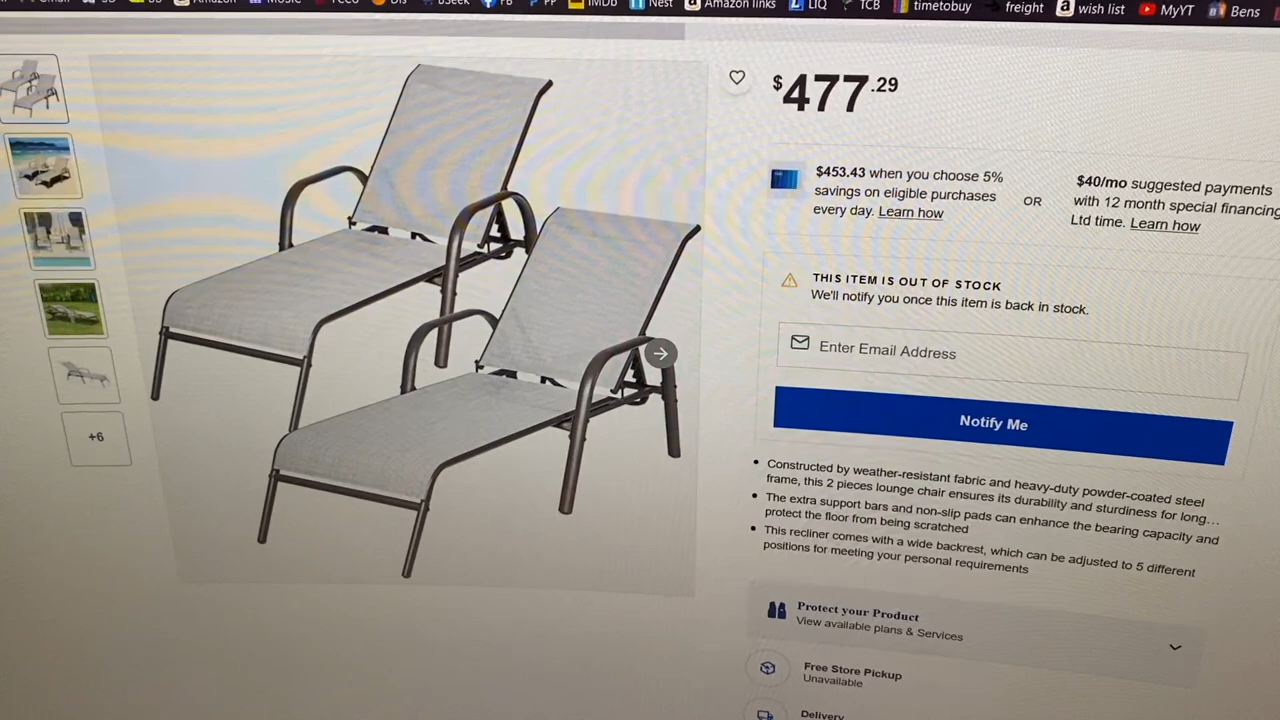 Amazon
Music
FB
IMDb
Nest
Amazon links
LIQ
TCB
timetobuy
freight
wish list
MyYT
Bens
$477.29
$453.43 when you choose 5%
savings on eligible purchases
every day. Learn how
OR
$40/mo suggested payments
with 12 month special financing
Ltd time. Learn how
THIS ITEM IS OUT OF STOCK
We'll notify you once this item is back in stock.
Enter Email Address
Notify Me
+6
• Constructed by weather-resistant fabric and heavy-duty powder-coated steel
frame, this 2 pieces lounge chair ensures its durability and sturdiness for long...
• The extra support bars and non-slip pads can enhance the bearing capacity and
protect the floor from being scratched
• This recliner comes with a wide backrest, which can be adjusted to 5 different
positions for meeting your personal requirements
Protect your Product
View available plans & Services
Free Store Pickup
Unavailable
Delivery